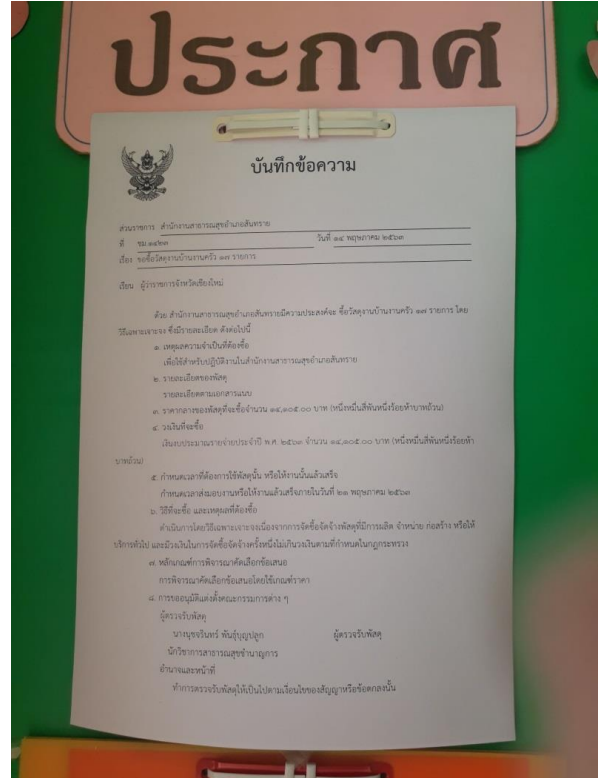 ประกาศ
บันทึกข้อความ
ส่วนราชการ สำนักงานสาธารณสุขอำเภอสันทราย
ที่ ชม ๑๔๒๓ วันที่ ๑๔ พฤษภาคม ๒๕๖๓
เรื่อง ขอซื้อวัสดุงานบ้านงานครัว ๑๗ รายการ
เรียน ผู้ว่าราชการจังหวัดเชียงใหม่
ด้วย สำนักงานสาธารณสุขอำเภอสันทรายมีความประสงค์จะ ซื้อวัสดุงานบ้านงานครัว ๑๗ รายการ โดย
วิธีเฉพาะเจาะจง ซึ่งมีรายละเอียด ดังต่อไปนี้
๑. เหตุผลความจำเป็นที่ต้องซื้อ
เพื่อใช้สำหรับปฏิบัติงานในสำนักงานสาธารณสุขอำเภอสันทราย
๒. รายละเอียดของพัสดุ
รายละเอียดตามเอกสารแนบ
๓. ราคากลางของพัสดุที่จะซื้อจำนวน ๑๔,๑๐๕.๐๐ บาท (หนึ่งหมื่นสี่พันหนึ่งร้อยห้าบาทถ้วน)
๔. วงเงินที่จะซื้อ
เงินงบประมาณรายจ่ายประจำปี พ.ศ. ๒๕๖๓ จำนวน ๑๔,๑๐๕.๐๐ บาท (หนึ่งหมื่นสี่พันหนึ่งร้อยห้า
บาทถ้วน)
๕. กำหนดเวลาที่ต้องการใช้พัสดุนั้น หรือให้งานนั้นแล้วเสร็จ
กำหนดเวลาส่งมอบงานหรือให้งานแล้วเสร็จภายในวันที่ ๒๑ พฤษภาคม ๒๕๖๓
๖. วิธีที่จะซื้อ และเหตุผลที่ต้องซื้อ
ดำเนินการโดยวิธีเฉพาะเจาะจงเนื่องจากการจัดซื้อจัดจ้างพัสดุที่มีการผลิต จำหน่าย ก่อสร้าง หรือให้
บริการทั่วไป และมีวงเงินในการจัดซื้อจัดจ้างครั้งหนึ่งไม่เกินวงเงินตามที่กำหนดในกฎกระทรวง
๗. หลักเกณฑ์การพิจารณาคัดเลือกข้อเสนอ
การพิจารณาคัดเลือกข้อเสนอโดยใช้เกณฑ์ราคา
๘. การขออนุมัติแต่งตั้งคณะกรรมการต่าง ๆ
ผู้ตรวจรับพัสดุ
นางนุชจรินทร์ พันธุ์บุญปลูก ผู้ตรวจรับพัสดุ
นักวิชาการสาธารณสุขชำนาญการ
อำนาจและหน้าที่
ทำการตรวจรับพัสดุให้เป็นไปตามเงื่อนไขของสัญญาหรือข้อตกลงนั้น